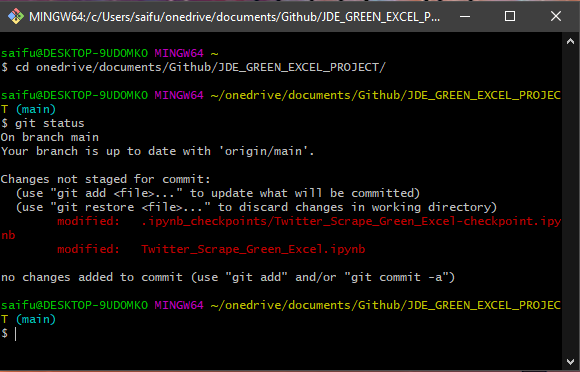 MINGW64:/c/Users/saifu/onedrive/documents/Github/JDE_GREEN_EXCEL_P...
saifu@DESKTOP-9UDQMKO MINGW64 ~
$ cd onedrive/documents/Github/JDE_GREEN_EXCEL_PROJECT/
saifu@DESKTOP-9UDQMKO MINGW64 ~/onedrive/documents/Github/JDE_GREEN_EXCEL_PROJEC
T (main)
$ git status
On branch main
Your branch is up to date with 'origin/main'.
Changes not staged for commit:
(use "git add <file>..." to update what will be committed)
(use "git restore <file>..." to discard changes in working directory)
modified: .ipynb_checkpoints/Twitter_Scrape_Green_Excel-checkpoint.ipy
nb
modified: Twitter_Scrape_Green_Excel.ipynb
no changes added to commit (use "git add" and/or "git commit -a")
saifu@DESKTOP-9UDQMKO MINGW64 ~/onedrive/documents/Github/JDE_GREEN_EXCEL_PROJEC
T (main)
$